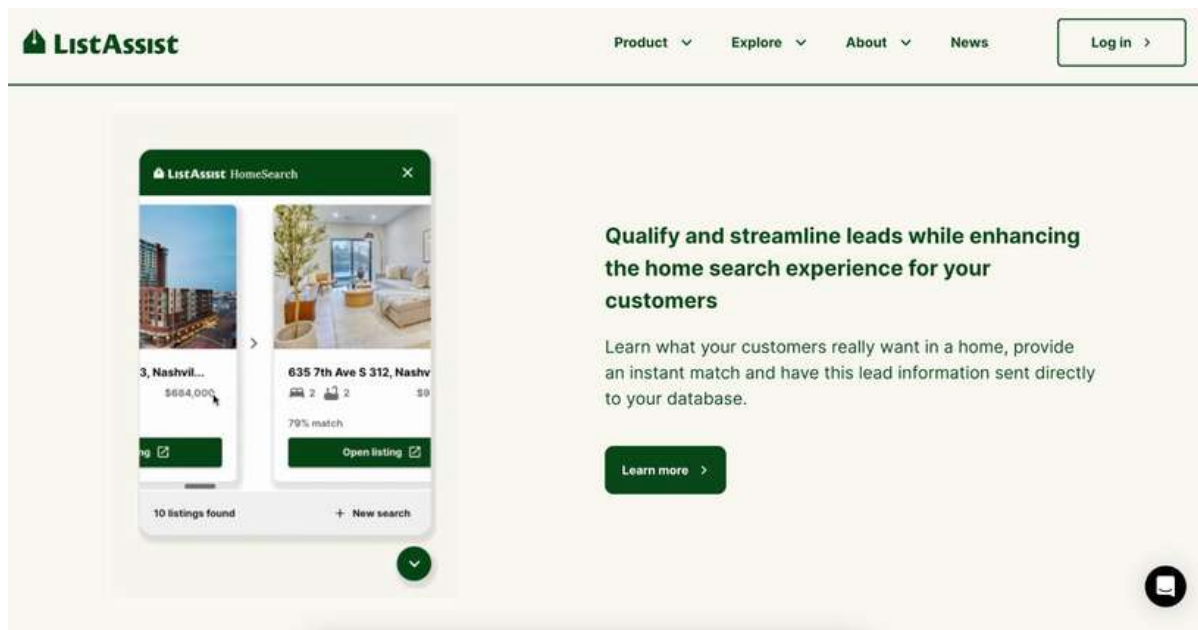 ListAssist
Product Explore About News Log in
ListAssist HomeSearch
3, Nashvil...
$684,000
ng
635 7th Ave S 312, Nashv
2 2 $9
79% match
Open listing
10 listings found + New search
Qualify and streamline leads while enhancing
the home search experience for your
customers
Learn what your customers really want in a home, provide
an instant match and have this lead information sent directly
to your database.
Learn more